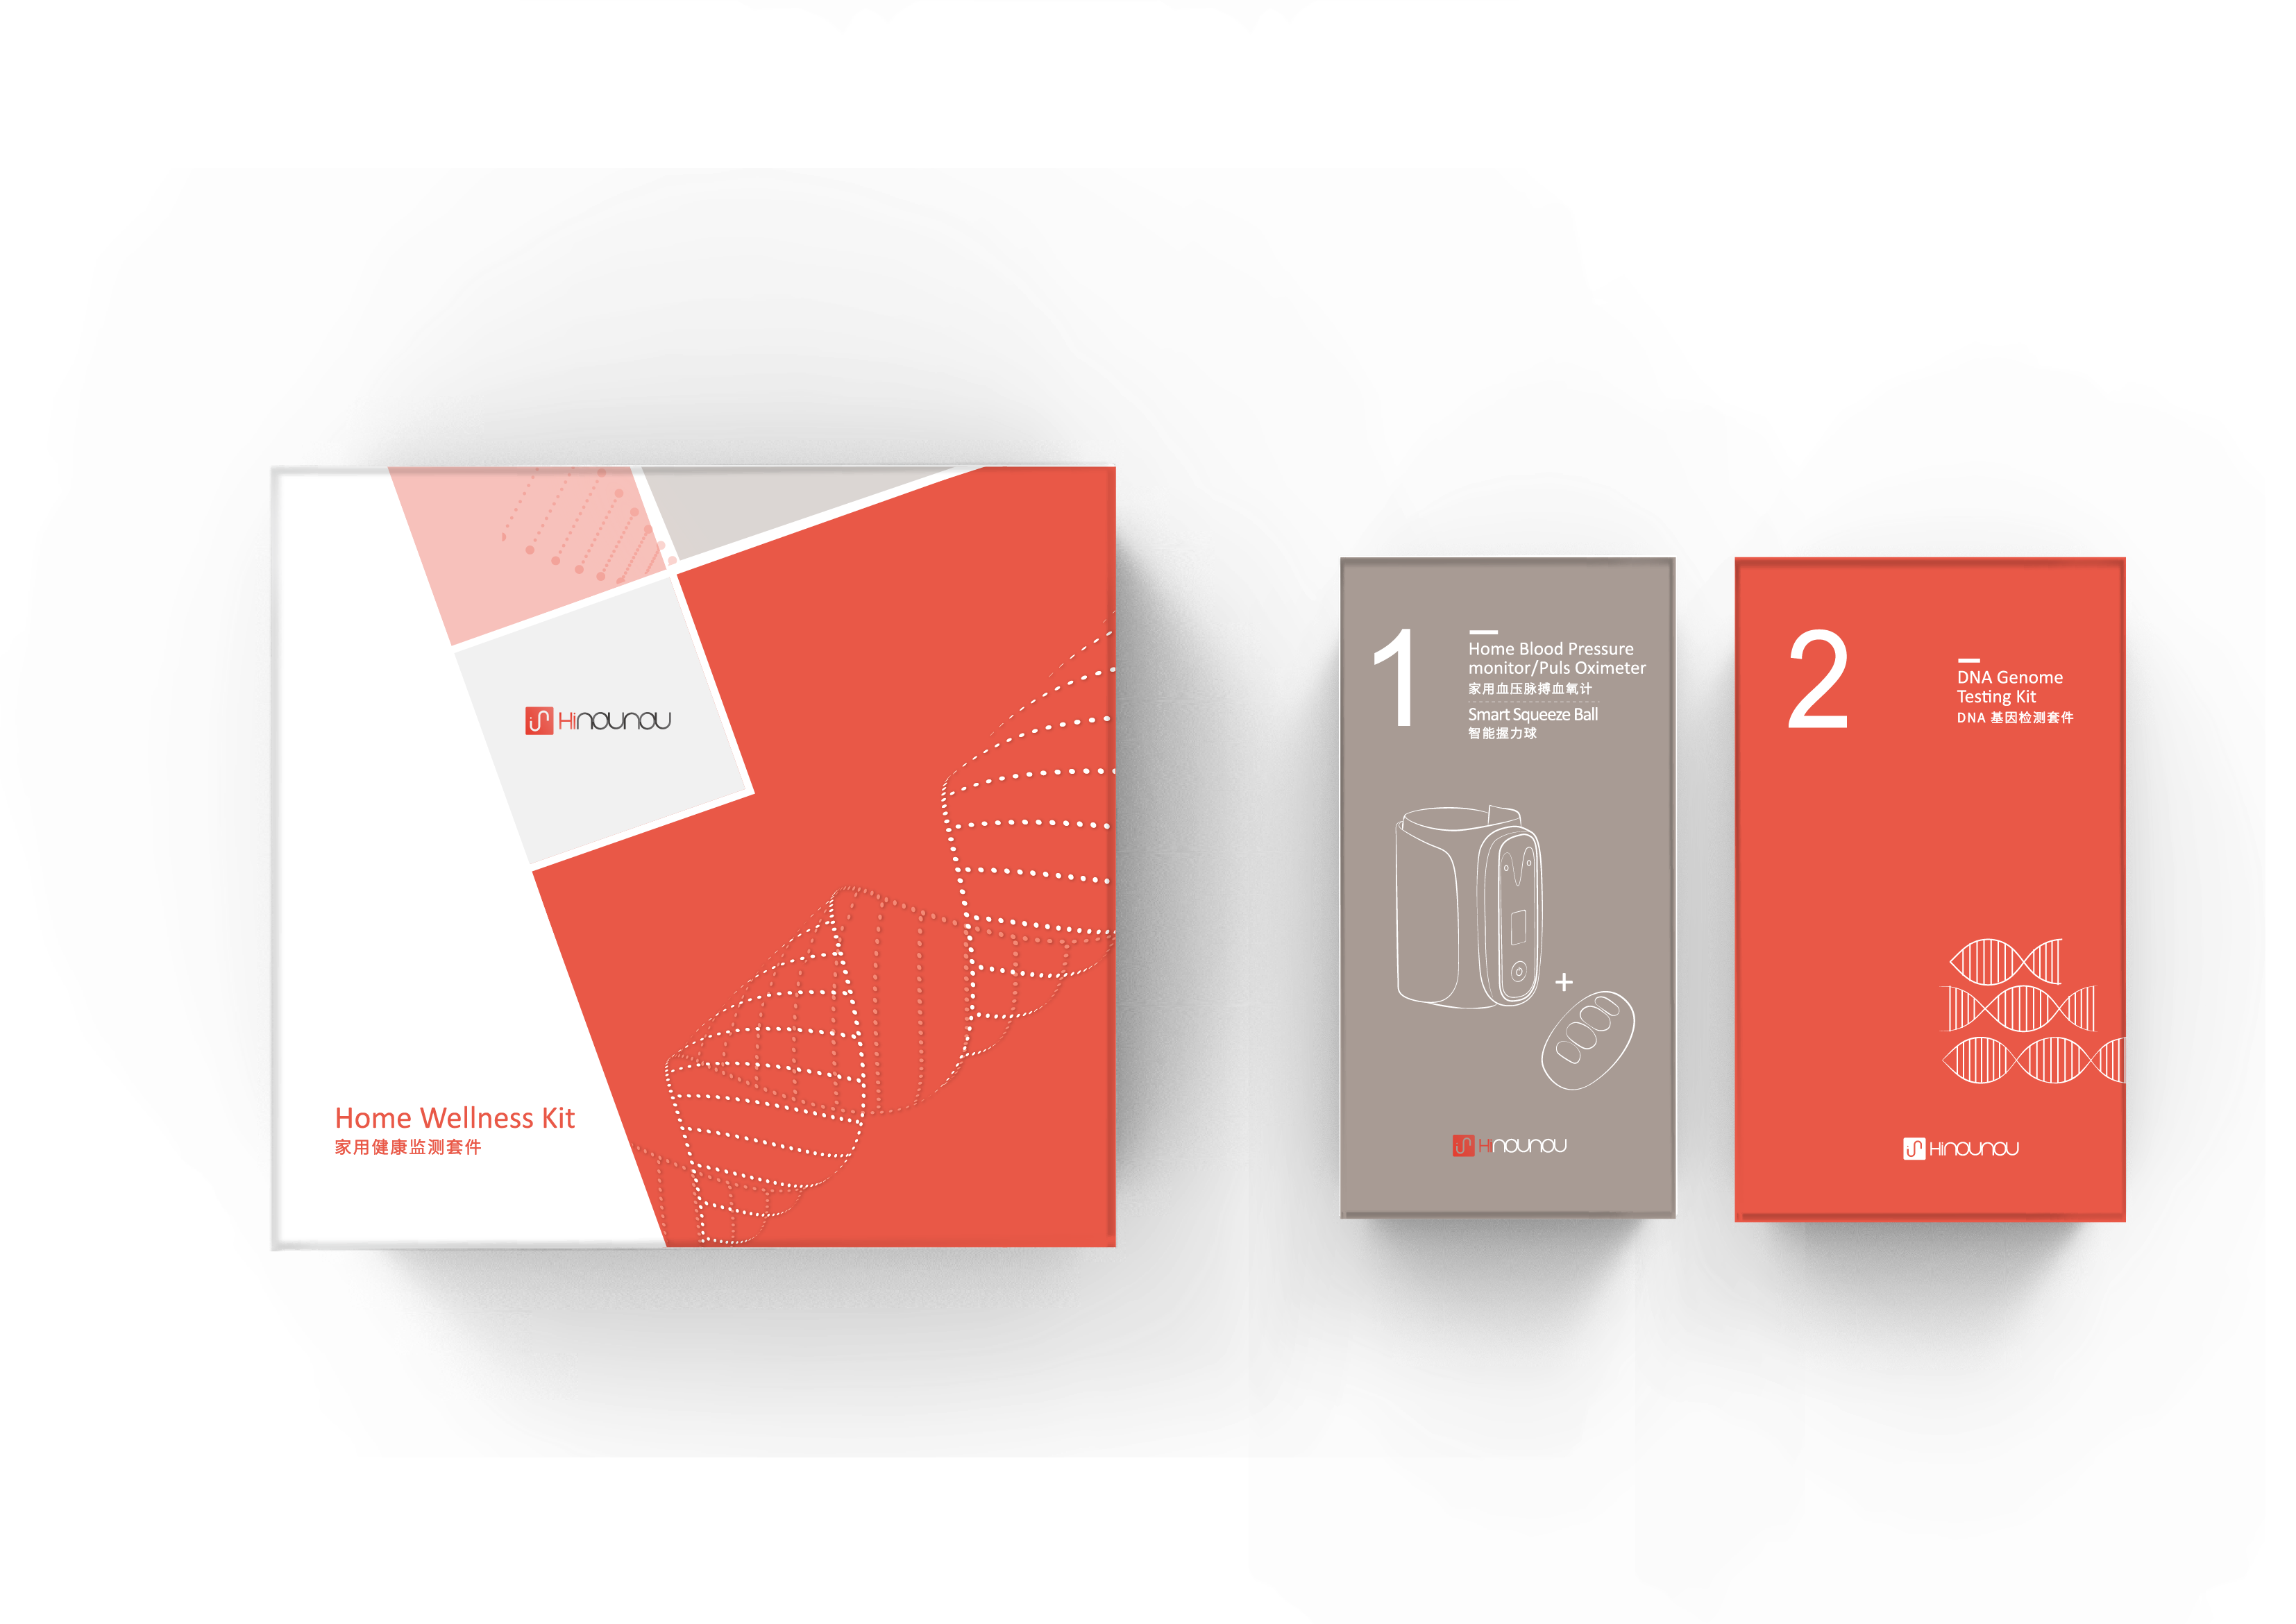 Hinounou
Home Wellness Kit
家用健康监测套件
1
Home Blood Pressure
monitor/Puls Oximeter
家用血压脉搏血氧计
Smart Squeeze Ball
智能握力球
+
Hinounou
2
DNA Genome
Testing Kit
DNA 基因检测套件
Hinounou